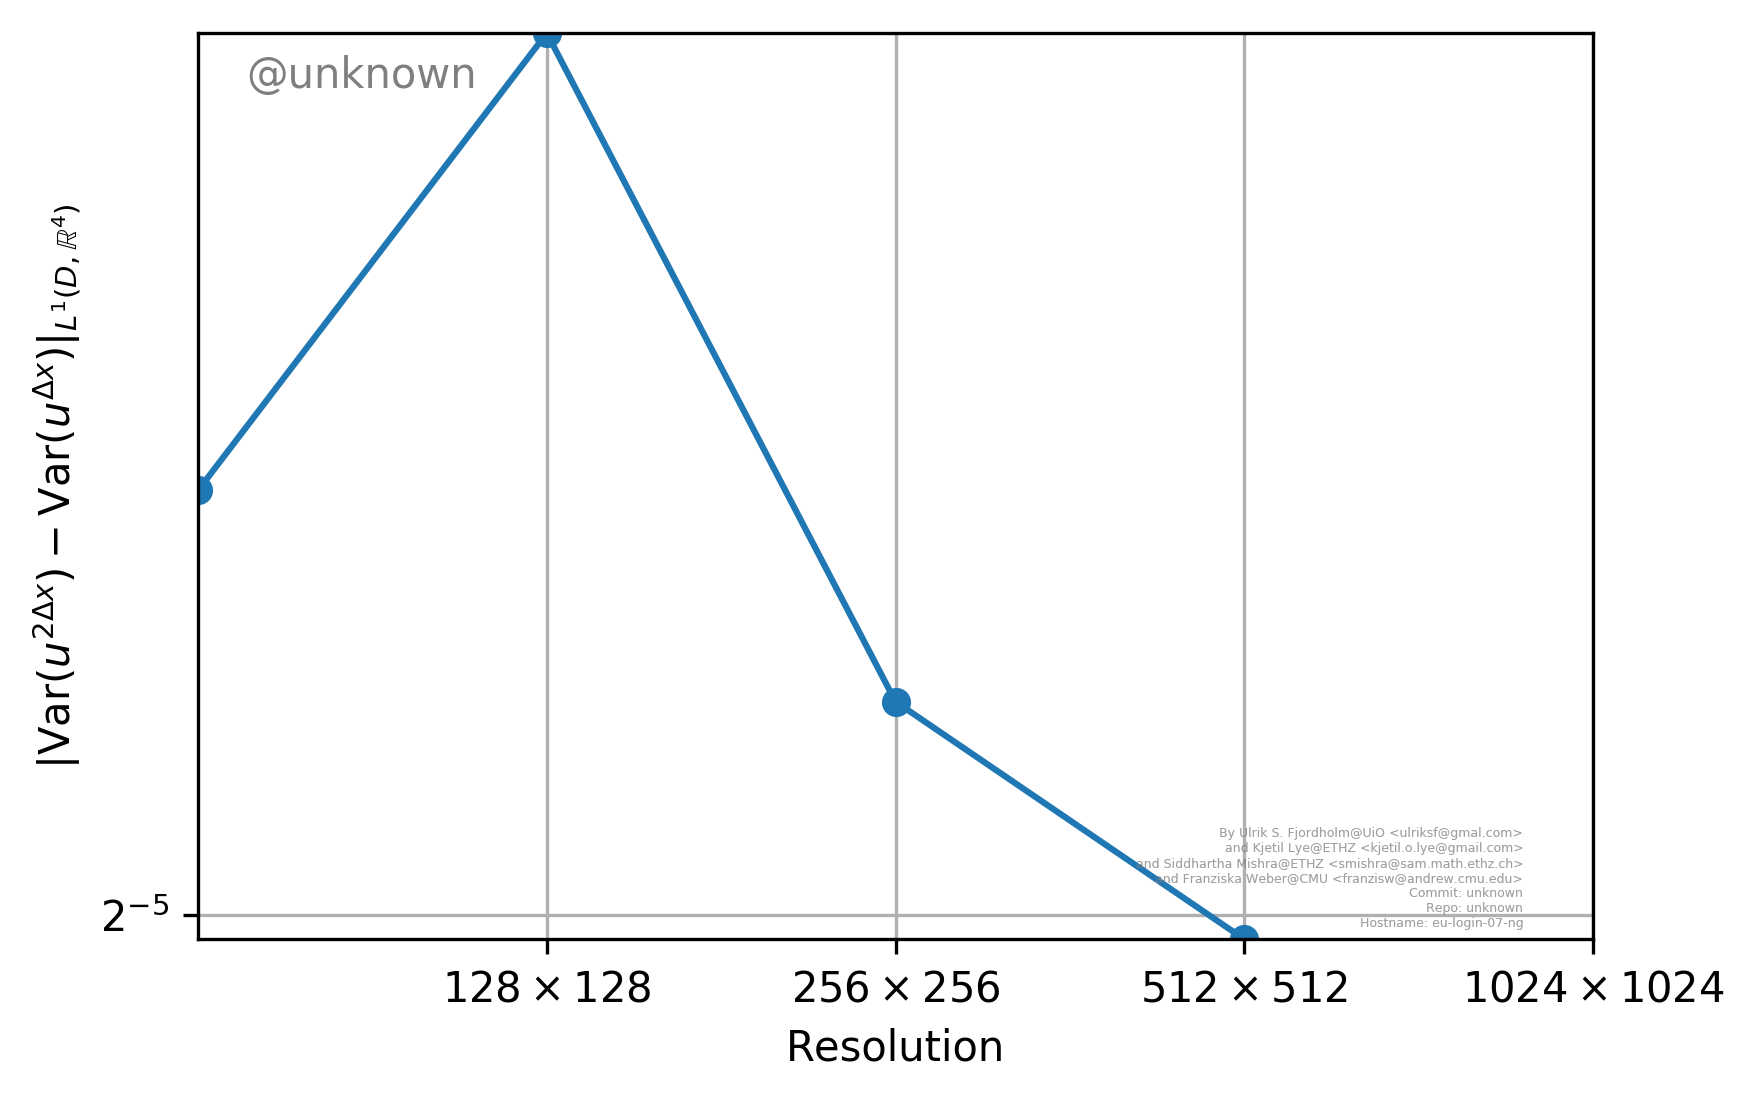 @unknown
|Var(u^{2Δx}) − Var(u^{Δx})|_{L^1(D, ℝ^4)}
By Ulrik S. Fjordholm@UiO <ulriksf@gmal.com>
and Kjetil Lye@ETHZ <kjetil.o.lye@gmail.com>
and Siddhartha Mishra@ETHZ <smishra@sam.math.ethz.ch>
and Franziska Weber@CMU <franzisw@andrew.cmu.edu>
Commit: unknown
Repo: unknown
Hostname: eu-login-07-ng
2^{−5}
128 × 128 256 × 256 512 × 512 1024 × 1024
Resolution